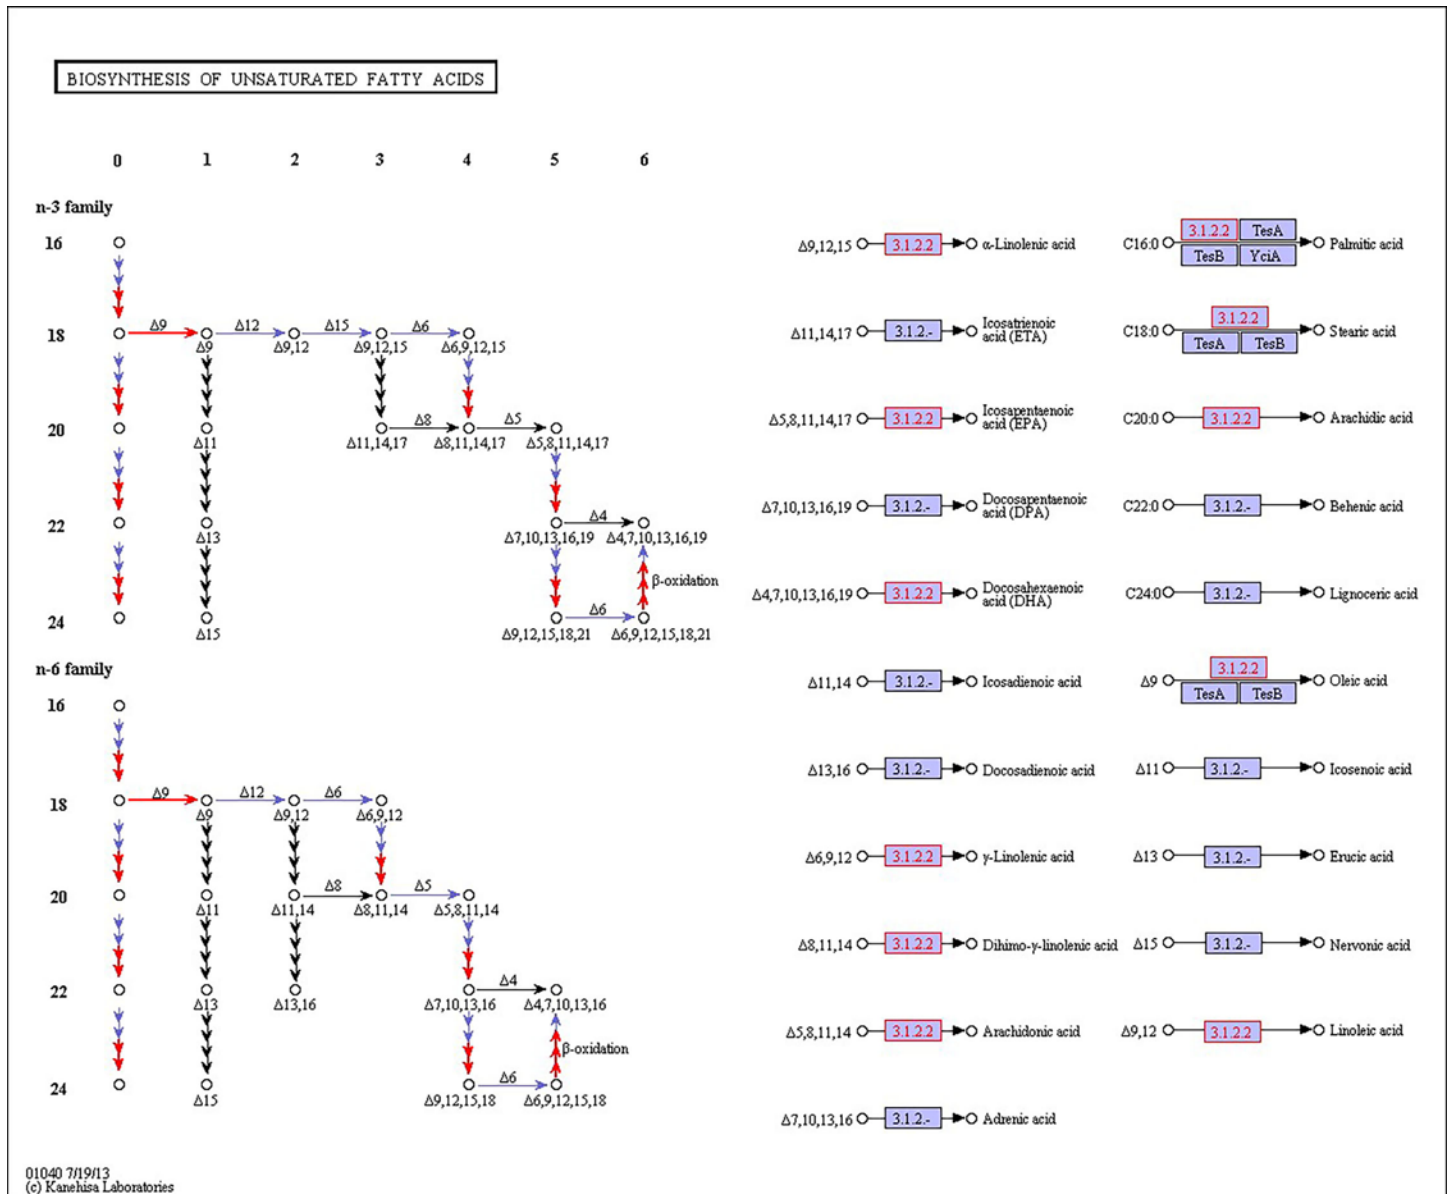 BIOSYNTHESIS OF UNSATURATED FATTY ACIDS
0 1 2 3 4 5 6
n-3 family
16
Δ9 Δ12 Δ15 Δ6
18
Δ9 Δ9,12 Δ9,12,15 Δ6,9,12,15
Δ8 Δ5
20
Δ11 Δ11,14,17 Δ8,11,14,17 Δ5,8,11,14,17
Δ4
22
Δ13 Δ7,10,13,16,19 Δ4,7,10,13,16,19
β-oxidation
Δ6
24
Δ15 Δ9,12,15,18,21 Δ6,9,12,15,18,21
n-6 family
16
Δ9 Δ12 Δ6
18
Δ9 Δ9,12 Δ6,9,12
Δ8 Δ5
20
Δ11 Δ11,14 Δ8,11,14 Δ5,8,11,14
Δ4
22
Δ13 Δ13,16 Δ7,10,13,16 Δ4,7,10,13,16
β-oxidation
Δ6
24
Δ15 Δ9,12,15,18 Δ6,9,12,15,18
Δ9,12,15 3.1.2.2 α-Linolenic acid
Δ11,14,17 3.1.2.- Icosatrienoic
acid (ETA)
Δ5,8,11,14,17 3.1.2.2 Icosapentaenoic
acid (EPA)
Δ7,10,13,16,19 3.1.2.- Docosapentaenoic
acid (DPA)
Δ4,7,10,13,16,19 3.1.2.2 Docosahexaenoic
acid (DHA)
Δ11,14 3.1.2.- Icosadienoic acid
Δ13,16 3.1.2.- Docosadienoic acid
Δ6,9,12 3.1.2.2 γ-Linolenic acid
Δ8,11,14 3.1.2.2 Dihimo-γ-linolenic acid
Δ5,8,11,14 3.1.2.2 Arachidonic acid
Δ7,10,13,16 3.1.2.- Adrenic acid
3.1.2.2 TesA
C16:0 Palmitic acid
TesB YciA
3.1.2.2
C18:0 Stearic acid
TesA TesB
C20:0 3.1.2.2 Arachidic acid
C22:0 3.1.2.- Behenic acid
C24:0 3.1.2.- Lignoceric acid
3.1.2.2
Δ9 Oleic acid
TesA TesB
Δ11 3.1.2.- Icosenoic acid
Δ13 3.1.2.- Erucic acid
Δ15 3.1.2.- Nervonic acid
Δ9,12 3.1.2.2 Linoleic acid
01040 7/19/13
(c) Kanehisa Laboratories